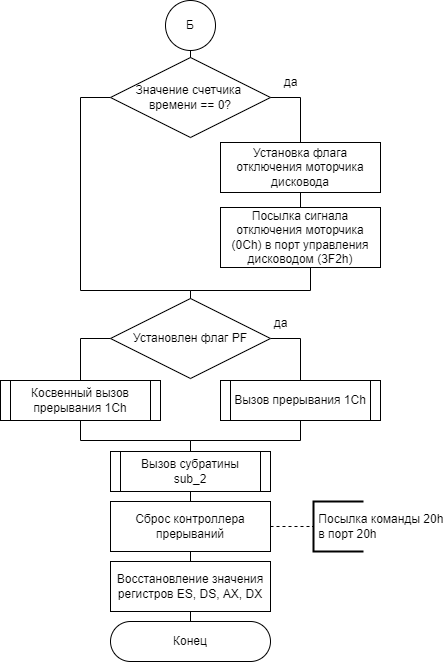 Б
Значение счетчика
времени == 0?
да
Установка флага
отключения моторчика
дисковода
Посылка сигнала
отключения моторчика
(0Ch) в порт управления
дисководом (3F2h)
Установлен флаг PF
да
Косвенный вызов
прерывания 1Ch
Вызов прерывания 1Ch
Вызов субратины
sub_2
Сброс контроллера
прерываний
Посылка команды 20h
в порт 20h
Восстановление значения
регистров ES, DS, AX, DX
Конец